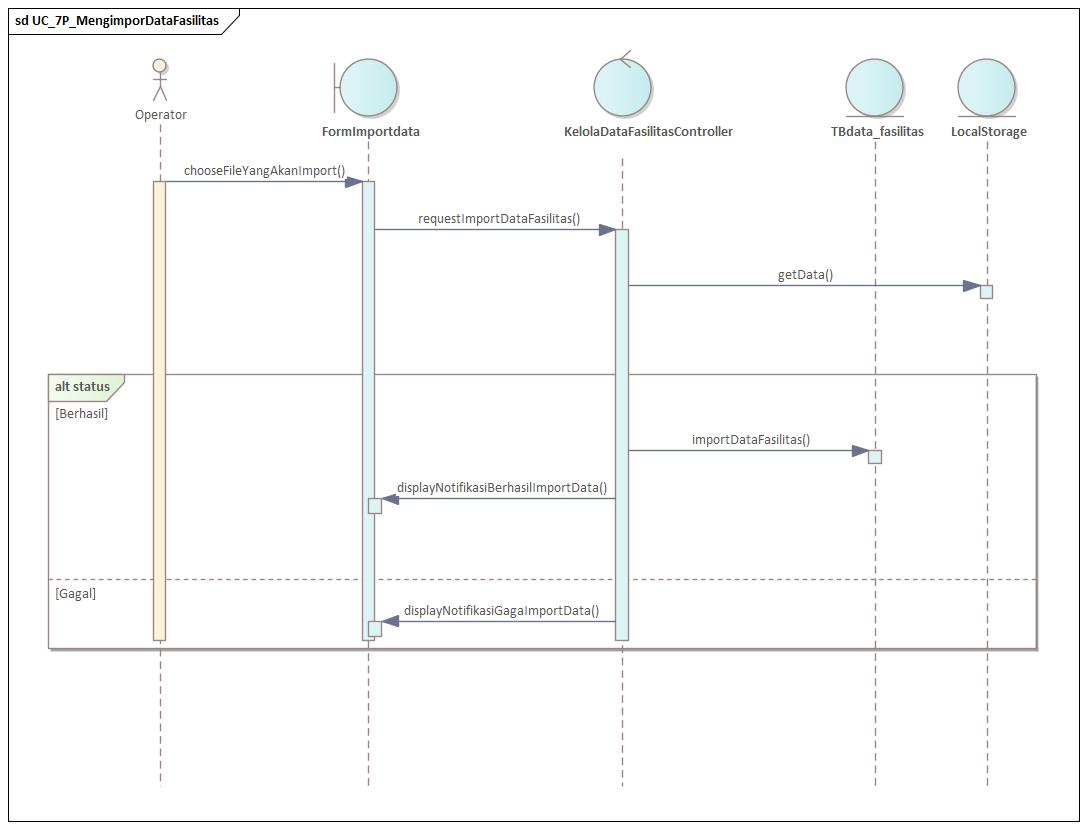 sd UC_7P_MengimporDataFasilitas
Operator
FormImportdata
KelolaDataFasilitasController
TBdata_fasilitas
LocalStorage
chooseFileYangAkanImport()
requestImportDataFasilitas()
getData()
alt status
[Berhasil]
importDataFasilitas()
displayNotifikasiBerhasilImportData()
[Gagal]
displayNotifikasiGagaImportData()